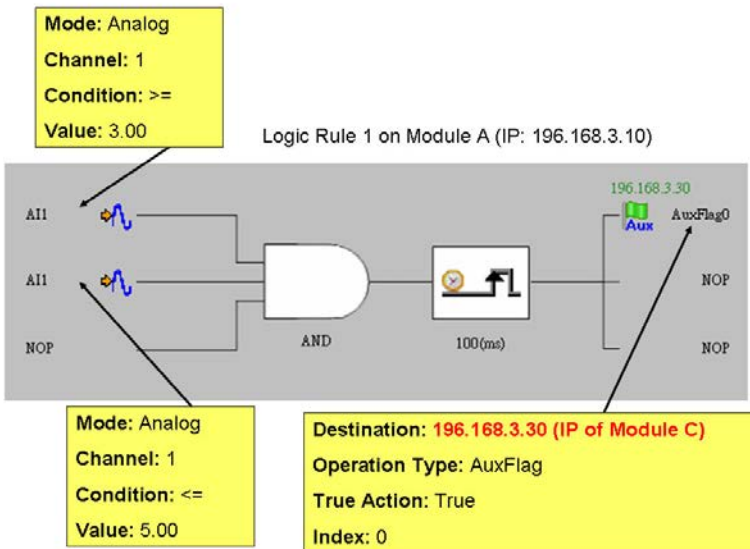 Mode: Analog
Channel: 1
Condition: >=
Value: 3.00
Logic Rule 1 on Module A (IP: 196.168.3.10)
196.168.3.30
AI1
Aux
AuxFlag0
AI1
NOP
NOP
AND
100(ms)
NOP
Mode: Analog
Channel: 1
Condition: <=
Value: 5.00
Destination: 196.168.3.30 (IP of Module C)
Operation Type: AuxFlag
True Action: True
Index: 0